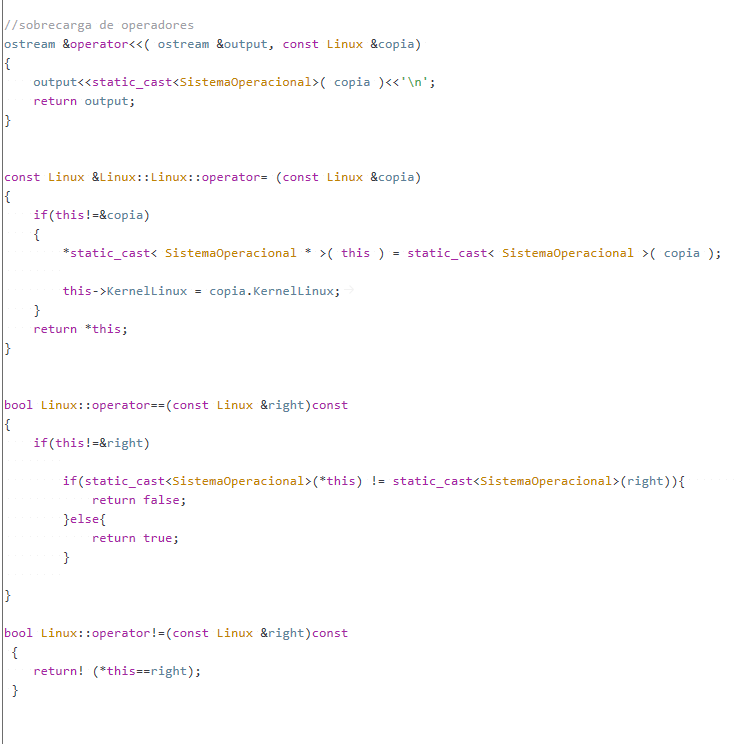 //sobrecarga de operadores
ostream &operator<<( ostream &output, const Linux &copia)
{
    output<<static_cast<SistemaOperacional>( copia )<<'\n';
    return output;
}
const Linux &Linux::Linux::operator= (const Linux &copia)
{
    if(this!=&copia)
    {
        *static_cast< SistemaOperacional * >( this ) = static_cast< SistemaOperacional >( copia );
        this->KernelLinux = copia.KernelLinux;
    }
    return *this;
}
bool Linux::operator==(const Linux &right)const
{
    if(this!=&right)
        if(static_cast<SistemaOperacional>(*this) != static_cast<SistemaOperacional>(right)){
            return false;
        }else{
            return true;
        }
}
bool Linux::operator!=(const Linux &right)const
 {
    return! (*this==right);
 }